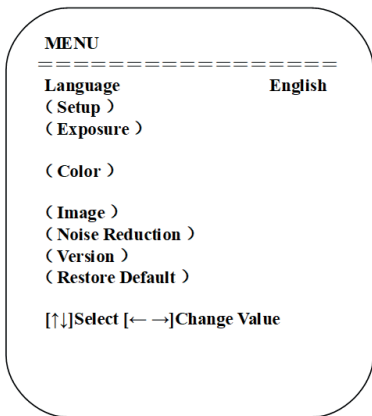 MENU
=================
Language English
（Setup）
（Exposure）
（Color）
（Image）
（Noise Reduction）
（Version）
（Restore Default）
[↑↓]Select [← →]Change Value